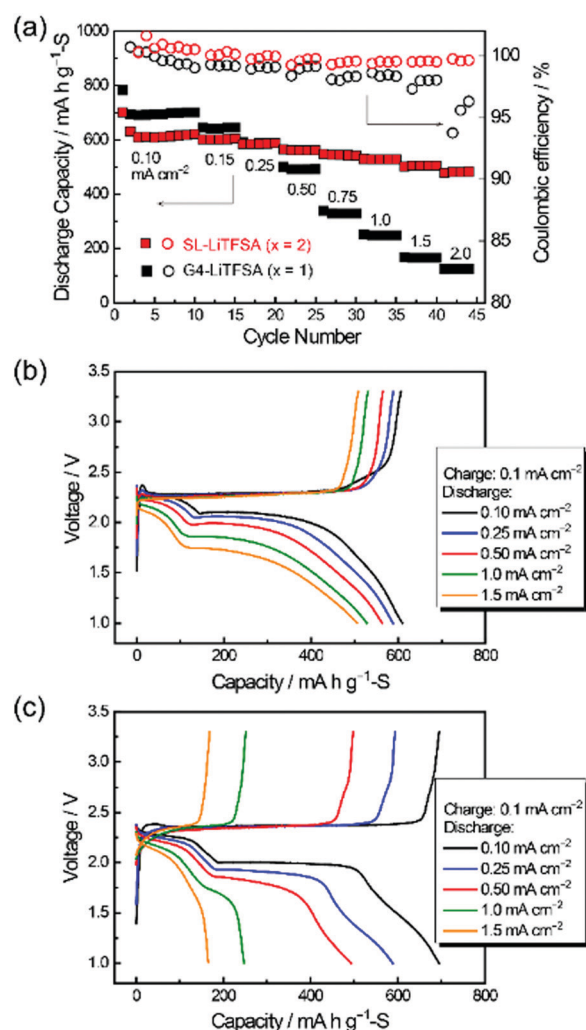 (a)
1000
800
600
400
200
0
Discharge Capacity / mA h g⁻¹-S
0.10
mA cm⁻²
0.15
0.25
0.50
0.75
1.0
1.5
2.0
SL-LiTFSA (x = 2)
G4-LiTFSA (x = 1)
100
95
90
85
80
Coulombic efficiency / %
0 5 10 15 20 25 30 35 40 45
Cycle Number
(b)
3.5
3.0
2.5
2.0
1.5
1.0
Voltage / V
0 200 400 600 800
Capacity / mA h g⁻¹-S
Charge: 0.1 mA cm⁻²
Discharge:
0.10 mA cm⁻²
0.25 mA cm⁻²
0.50 mA cm⁻²
1.0 mA cm⁻²
1.5 mA cm⁻²
(c)
3.5
3.0
2.5
2.0
1.5
1.0
Voltage / V
0 200 400 600 800
Capacity / mA h g⁻¹-S
Charge: 0.1 mA cm⁻²
Discharge:
0.10 mA cm⁻²
0.25 mA cm⁻²
0.50 mA cm⁻²
1.0 mA cm⁻²
1.5 mA cm⁻²